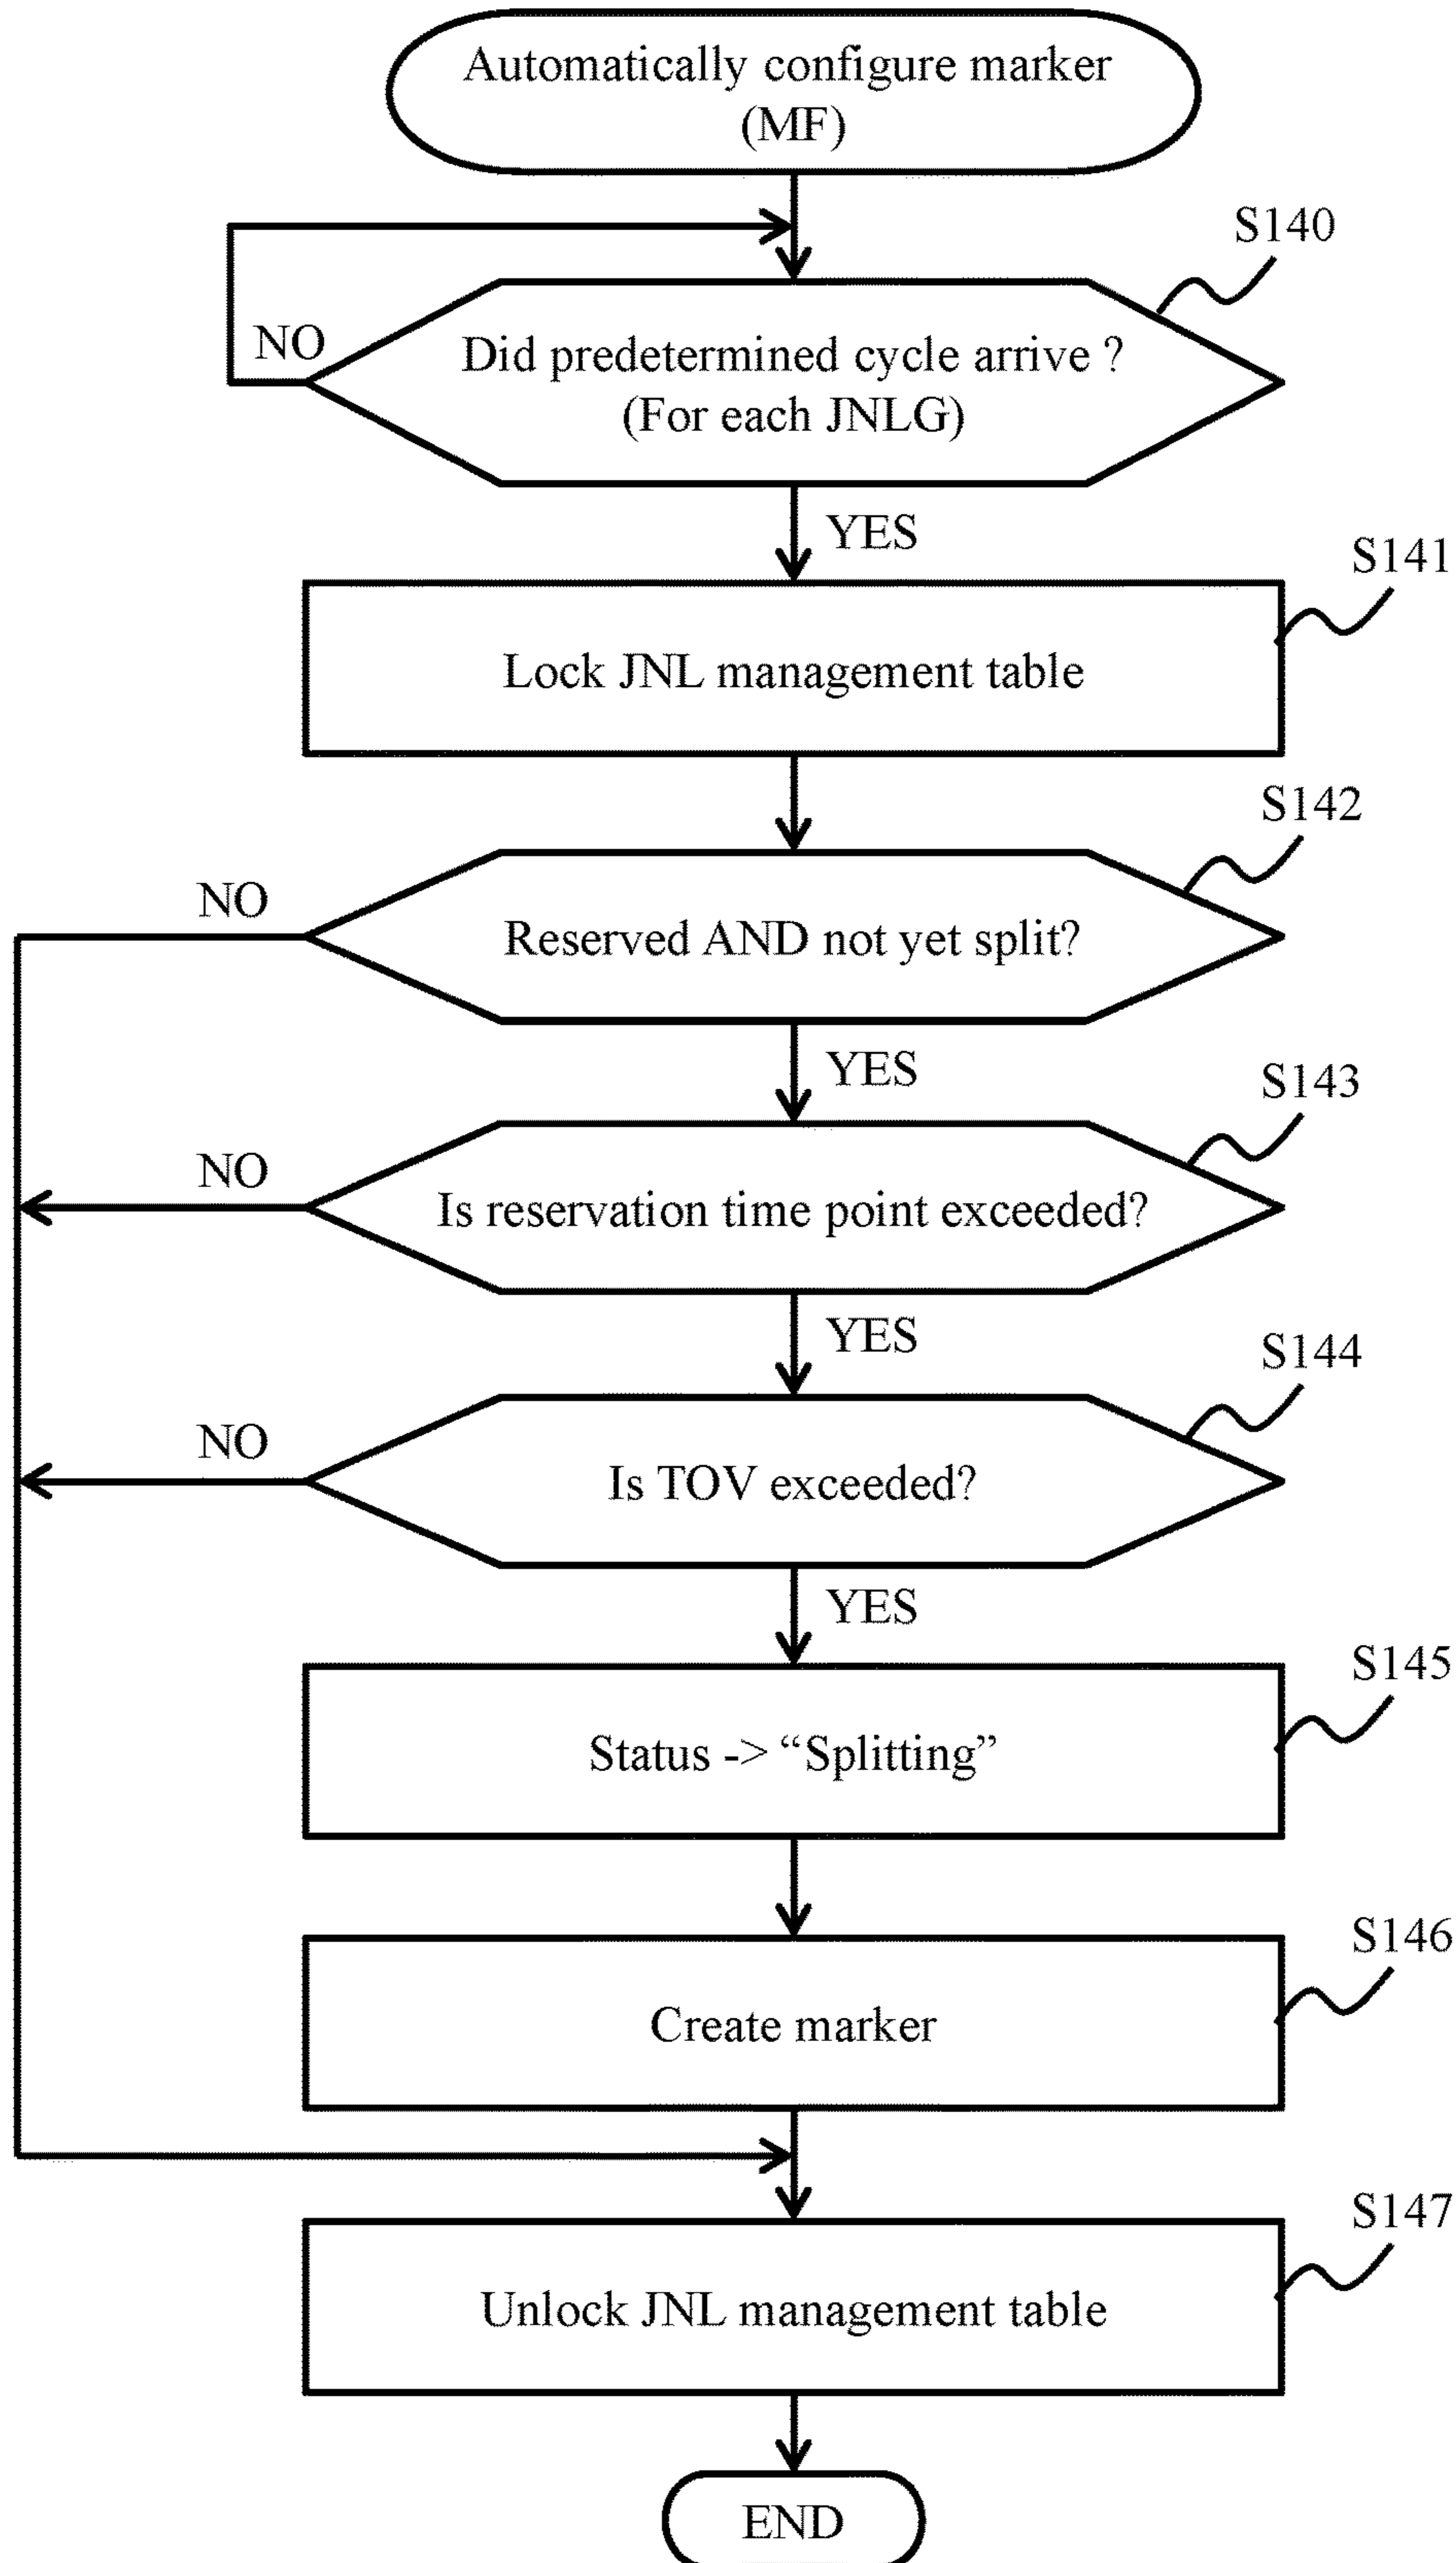 Automatically configure marker
(MF)
S140
NO
Did predetermined cycle arrive ?
(For each JNLG)
YES
S141
Lock JNL management table
S142
NO
Reserved AND not yet split?
YES
S143
NO
Is reservation time point exceeded?
YES
S144
NO
Is TOV exceeded?
YES
S145
Status -> “Splitting”
S146
Create marker
S147
Unlock JNL management table
END